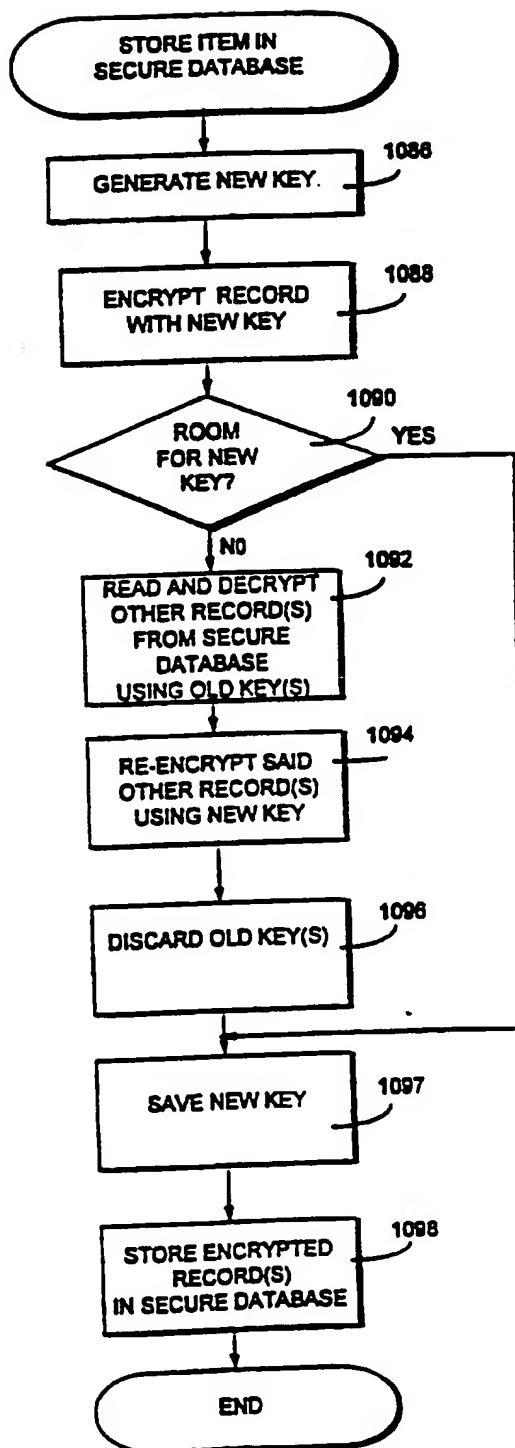 STORE ITEM IN
SECURE DATABASE
1086
GENERATE NEW KEY.
1088
ENCRYPT RECORD
WITH NEW KEY
1090
ROOM
FOR NEW
KEY?
YES
NO
1092
READ AND DECRYPT
OTHER RECORD(S)
FROM SECURE
DATABASE
USING OLD KEY(S)
1094
RE-ENCRYPT SAID
OTHER RECORD(S)
USING NEW KEY
1096
DISCARD OLD KEY(S)
1097
SAVE NEW KEY
1098
STORE ENCRYPTED
RECORD(S)
IN SECURE DATABASE
END